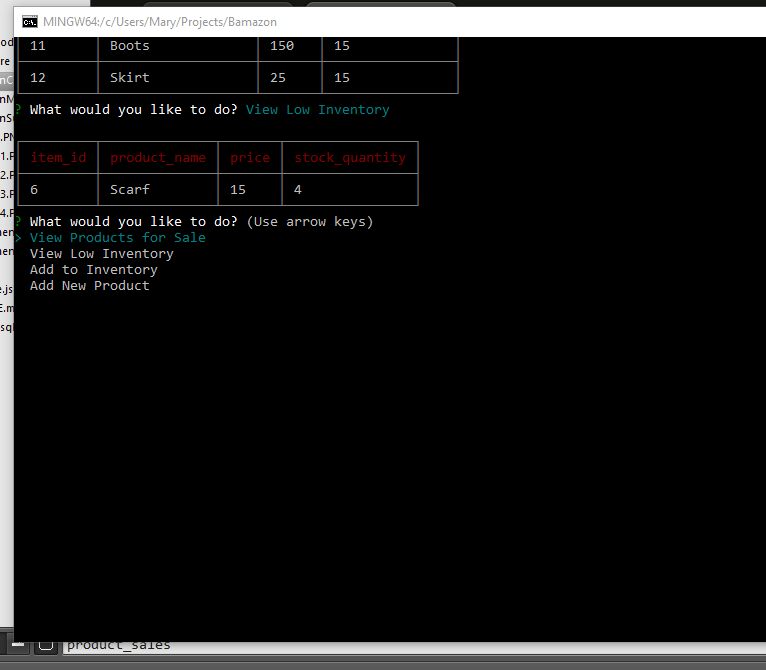 MINGW64:/c/Users/Mary/Projects/Bamazon
11 Boots 150 15
12 Skirt 25 15
? What would you like to do? View Low Inventory
item_id product_name price stock_quantity
6 Scarf 15 4
? What would you like to do? (Use arrow keys)
> View Products for Sale
View Low Inventory
Add to Inventory
Add New Product
product_sales